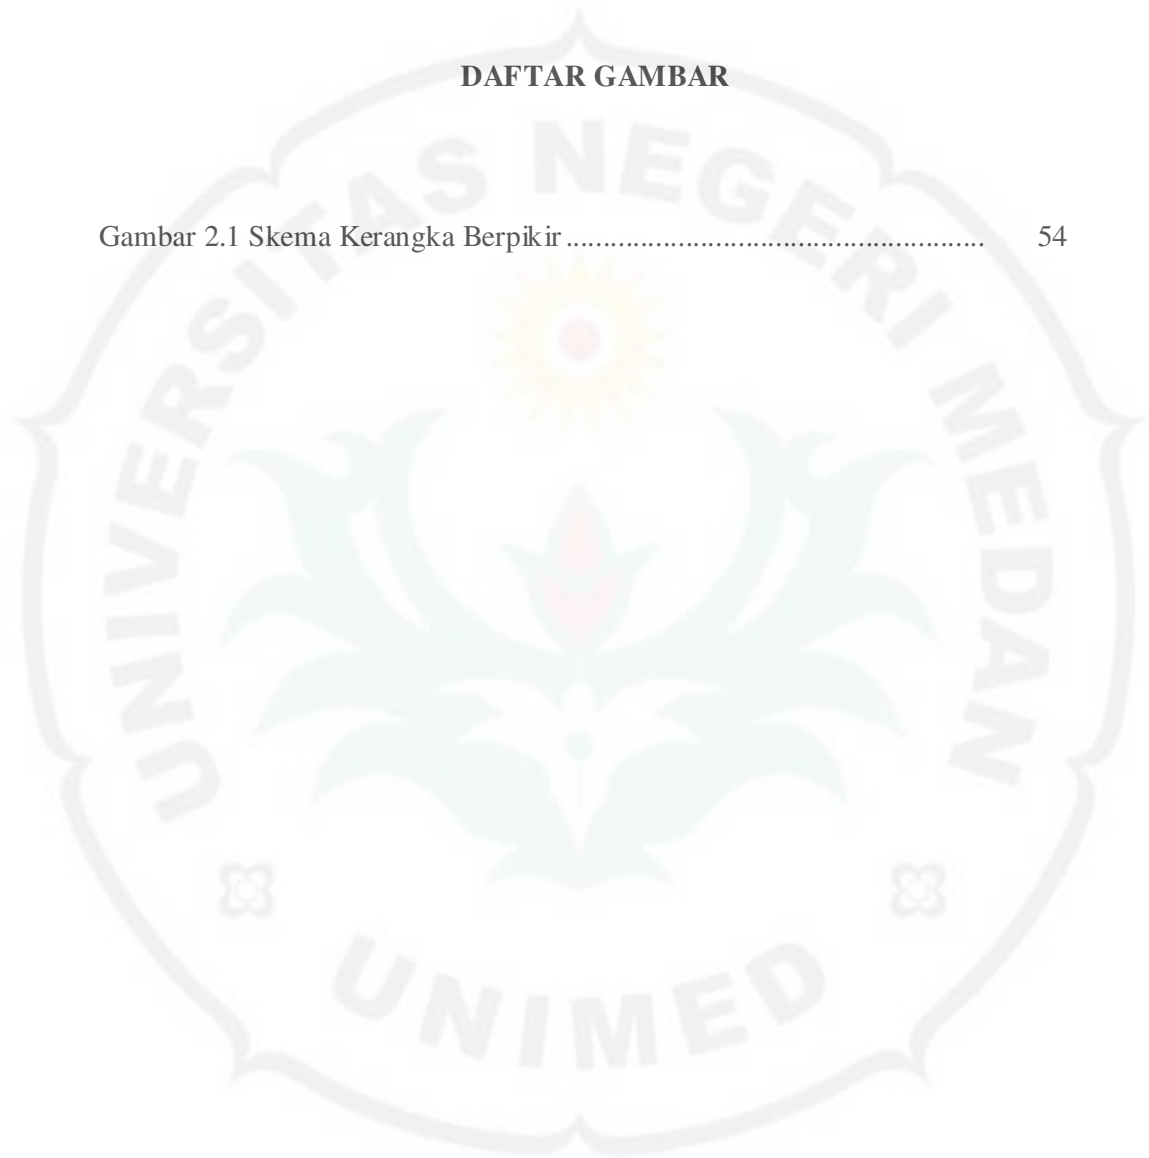 DAFTAR GAMBAR
Gambar 2.1 Skema Kerangka Berpikir ........................................................ 54
UNIVERSITAS NEGERI MEDAN
UNIMED